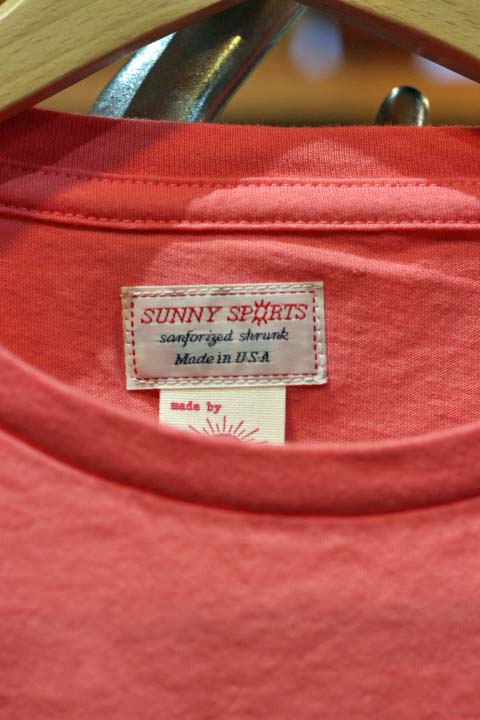 SUNNY SPORTS
sanforized shrunk
Made in U.S.A
made by